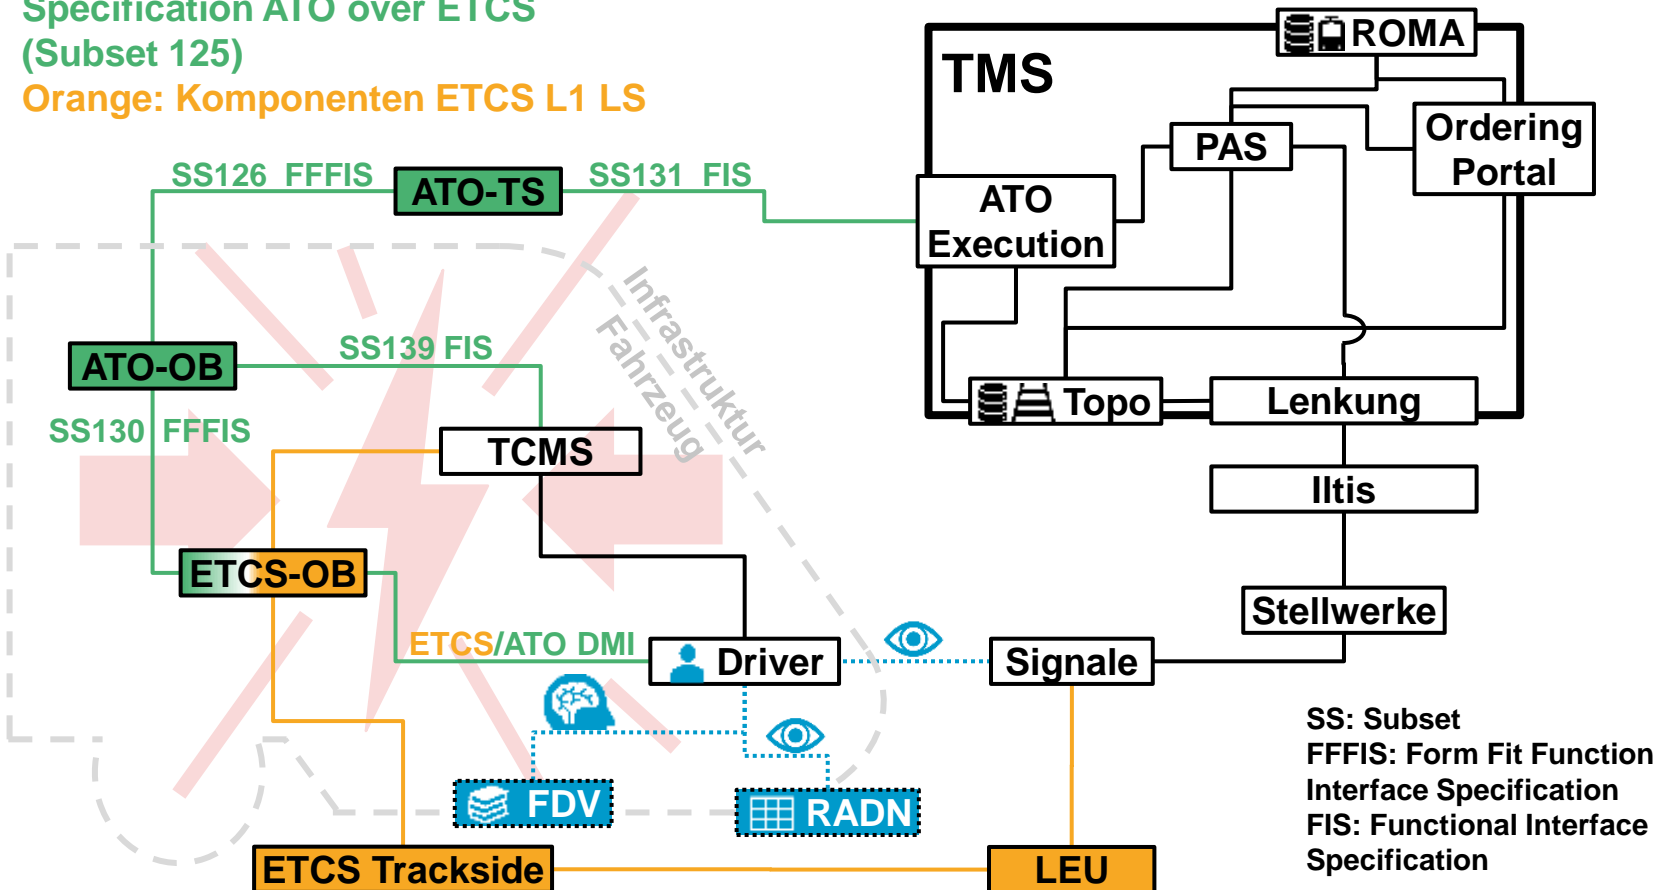 Specification ATO over ETCS
(Subset 125)
Orange: Komponenten ETCS L1 LS
ROMA
TMS
Ordering
Portal
PAS
SS126 FFFIS
ATO-TS
SS131 FIS
ATO
Execution
Infrastruktur
Fahrzeug
SS139 FIS
ATO-OB
Topo
Lenkung
SS130 FFFIS
TCMS
Iltis
ETCS-OB
Stellwerke
ETCS/ATO DMI
Driver
Signale
FDV
RADN
ETCS Trackside
LEU
SS: Subset
FFFIS: Form Fit Function
Interface Specification
FIS: Functional Interface
Specification